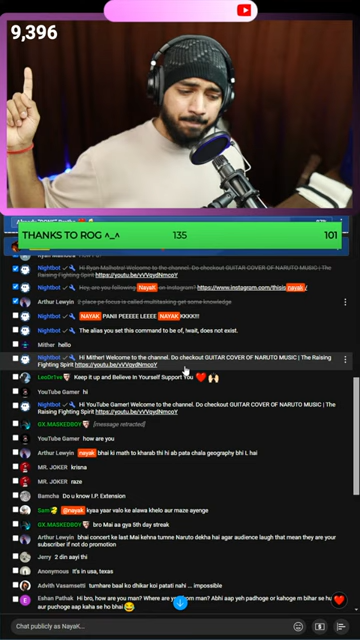 9,396
THANKS TO ROG ^_^ 135 101
Nightbot Hi Ryan Malhotra! Welcome to the channel. Do checkout GUITAR COVER OF NARUTO MUSIC | The
Raising Fighting Spirit https://youtu.be/vVVqydNmcoY
Nightbot Hey, are you following Nayak on Instagram? https://www.instagram.com/thisis nayak /
Arthur Lewyin 2 place pe focus is called multitasking get some knowledge
Nightbot NAYAK PANI PEEEEE LEEEE NAYAK KKKK!!!
Nightbot The alias you set this command to be of, lwait, does not exist.
Mither hello
Nightbot Hi Mither! Welcome to the channel. Do checkout GUITAR COVER OF NARUTO MUSIC | The Raising
Fighting Spirit https://youtu.be/vVVqydNmcoY
Keep it up and Believe In Yourself Support You
YouTube Gamer hi
Nightbot Hi YouTube Gamer! Welcome to the channel. Do checkout GUITAR COVER OF NARUTO MUSIC | The
Raising Fighting Spirit https://youtu.be/vVVqydNmcoY
GX.MASKEDBOY [message retracted]
YouTube Gamer how are you
Arthur Lewyin nayak bhai ki math to kharab thi hi ab pata chala geography bhi L hai
MR. JOKER krisna
MR. JOKER raze
Bamcha Do u know I.P. Extension
Sam @nayak kyaa yaar valo ke alawa khelo aur maze ayenge
GX.MASKEDBOY bro Mai aa gya 5th day streak
Arthur Lewyin bhai concert ke last Mai kehna tumne Naruto dekha hai agar audience laugh that mean they are your
subscriber if not do promotion
Jerry 2 din aayi thi
Anonymous It's in usa, texas
Advith Vasamsetti tumhare baal ko dhikar koi patati nahi ... impossible
Eshan Pathak Hi bro, how are you man? Where are you from man? Abhi aap yeh padhoge or kahoge m bihar se hu
aur puchoge aap kaha se ho bhai
Chat publicly as NayaK...